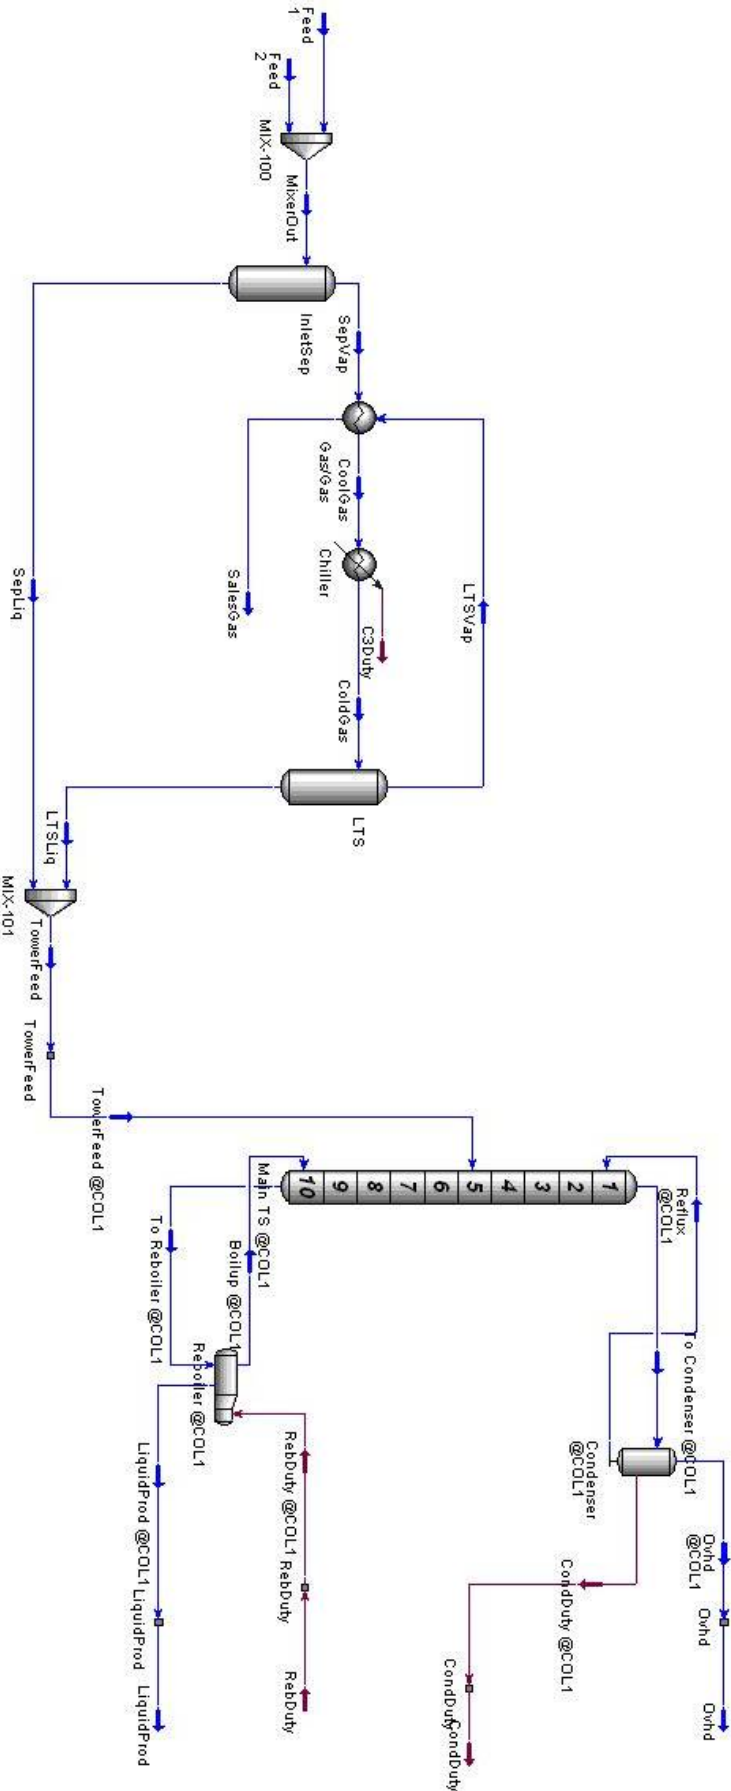 Feed
1
Feed
2
MIX-100
MixerOut
InletSep
SepVap
SepLiq
CoolGas
Gas/Gas
SalesGas
Chiller
C3Duty
LTSVap
ColdGas
LTS
LTSLiq
MIX-101
TowerFeed
TowerFeed
TowerFeed @COL1
Main TS @COL1
1
2
3
4
5
6
7
8
9
10
Reflux
@COL1
To Condenser @COL1
Condenser
@COL1
Ovhd
@COL1
Ovhd
Ovhd
CondDuty @COL1
CondDuty
CondDuty
Boilup @COL1
To Reboiler @COL1
Reboiler @COL1
RebDuty @COL1
RebDuty
RebDuty
LiquidProd @COL1
LiquidProd
LiquidProd